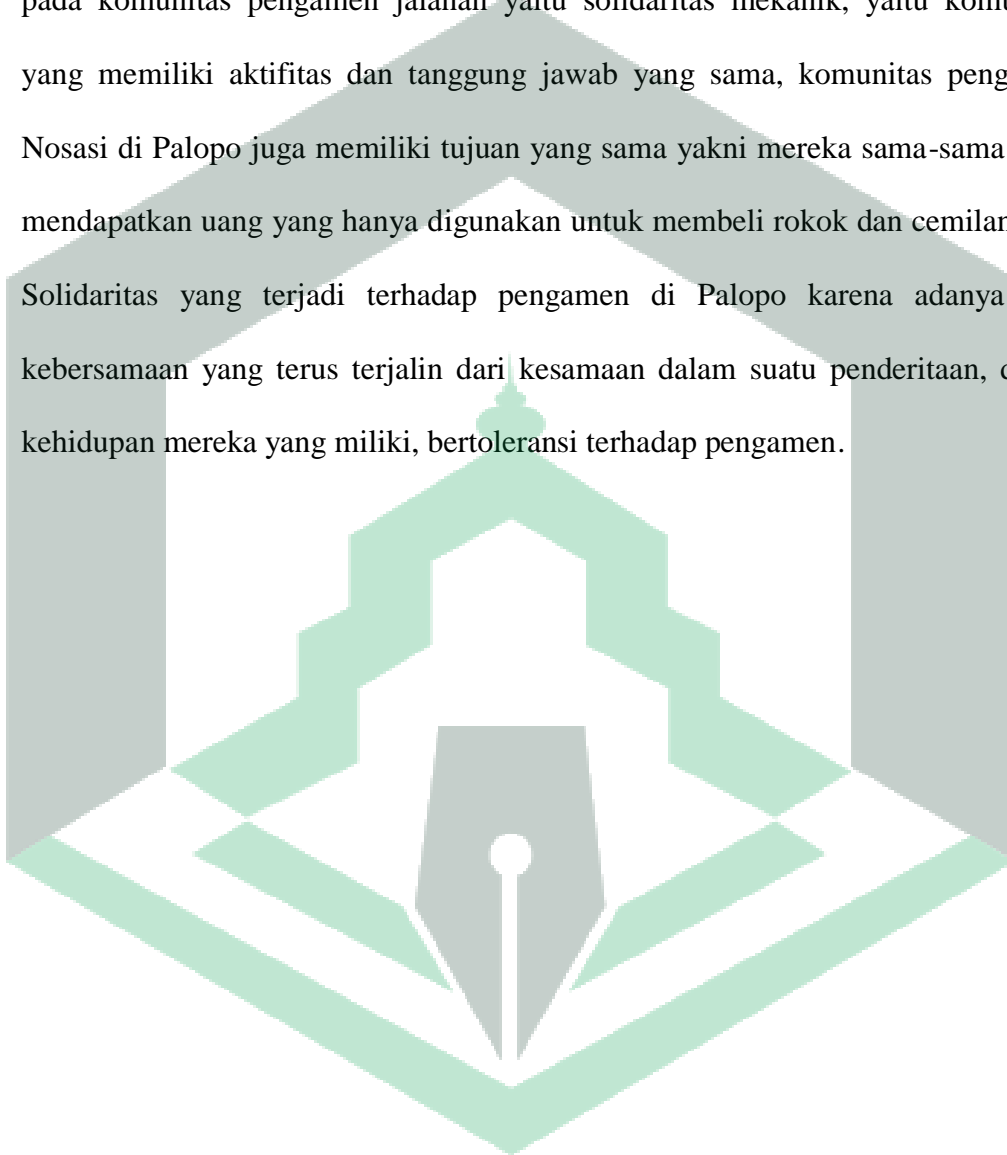 pada komunitas pengamen jalanan yaitu solidaritas mekanik, yaitu
yang memiliki aktifitas dan tanggung jawab yang sama, komunitas
Nosasi di Palopo juga memiliki tujuan yang sama yakni mereka sama-sama
mendapatkan uang yang hanya digunakan untuk membeli rokok dan cemilan
Solidaritas yang terjadi terhadap pengamen di Palopo karena adanya
kebersamaan yang terus terjalin dari kesamaan dalam suatu penderitaan,
kehidupan mereka yang miliki, bertoleransi terhadap pengamen.